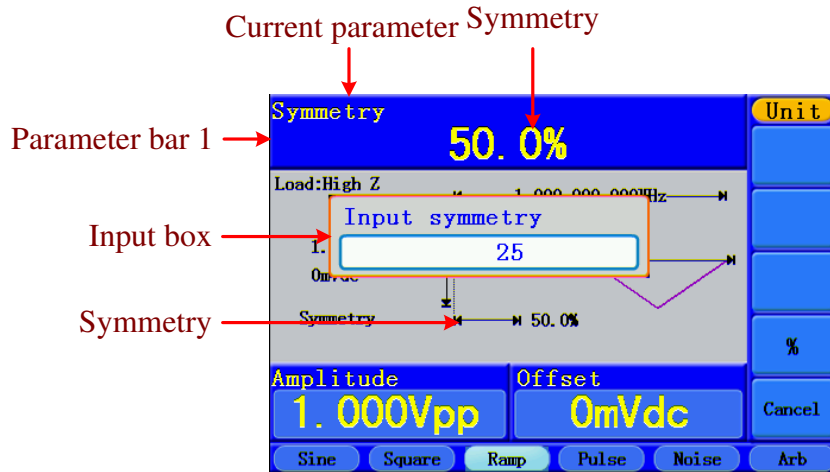 Current parameter Symmetry
Symmetry
Unit
Parameter bar 1
50.0%
Load:High Z
Input symmetry
Input box
25
1.
Symmetry
Symmetry
50.0%
%
Amplitude
Offset
1.000Vpp
0mVdc
Cancel
Sine Square Ramp Pulse Noise Arb